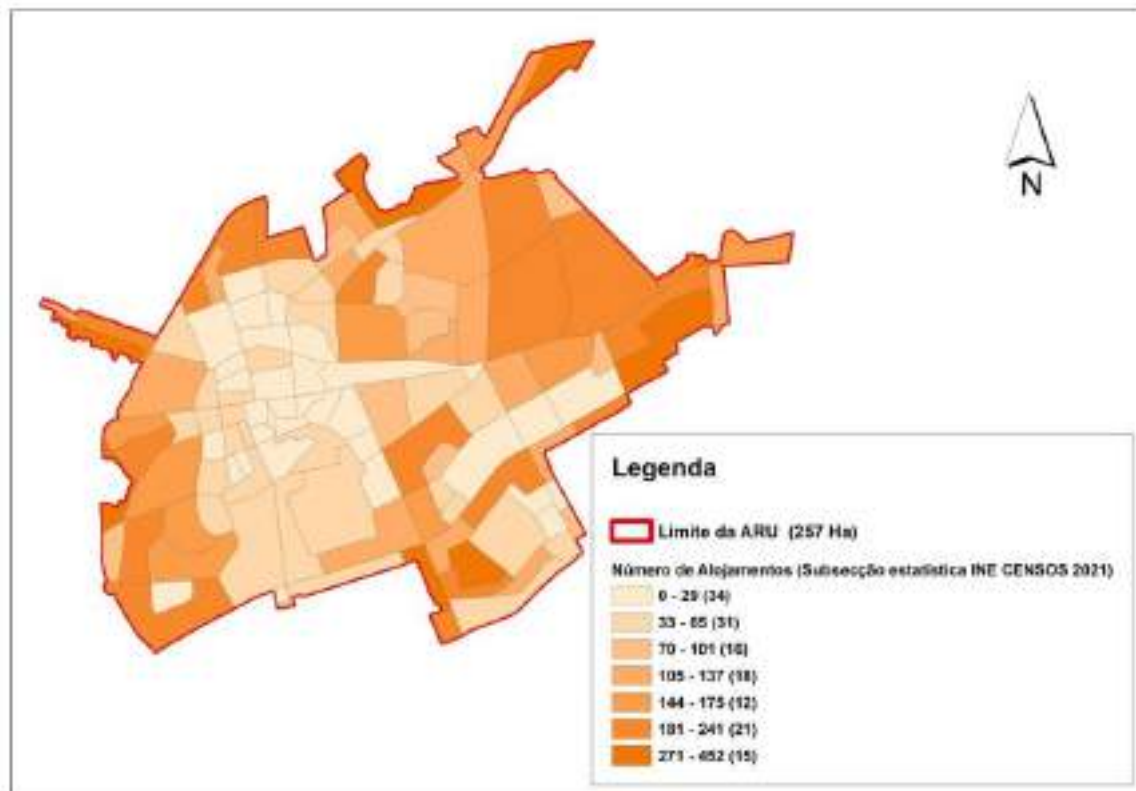 N
Legenda
Limite da ARU (257 Ha)
Número de Alojamentos (Subsecção estatística INE CENSOS 2021)
0 - 29 (34)
33 - 65 (31)
70 - 101 (16)
105 - 137 (18)
144 - 175 (12)
181 - 241 (21)
271 - 452 (15)